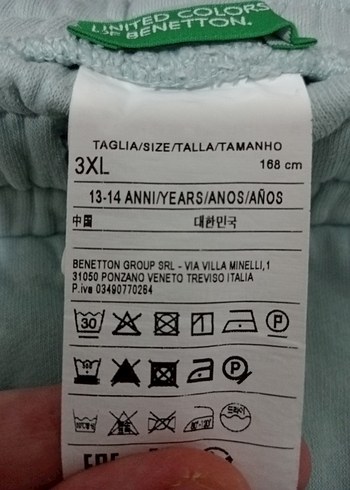 UNITED COLORS
OF BENETTON.
TAGLIA/SIZE/TALLA/TAMANHO
3XL 168 cm
13-14 ANNI/YEARS/ANOS/AÑOS
中国 대한민국
BENETTON GROUP SRL - VIA VILLA MINELLI,1
31050 PONZANO VENETO TREVISO ITALIA
P.iva 03490770264
30 P